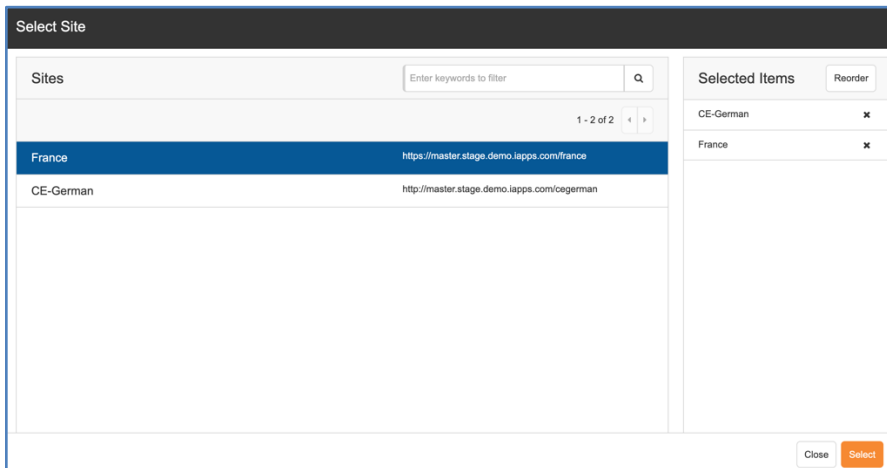 Select Site
Sites
Enter keywords to filter
1 - 2 of 2
France https://master.stage.demo.iapps.com/france
CE-German http://master.stage.demo.iapps.com/cegerman
Selected Items Reorder
CE-German
France
Close Select